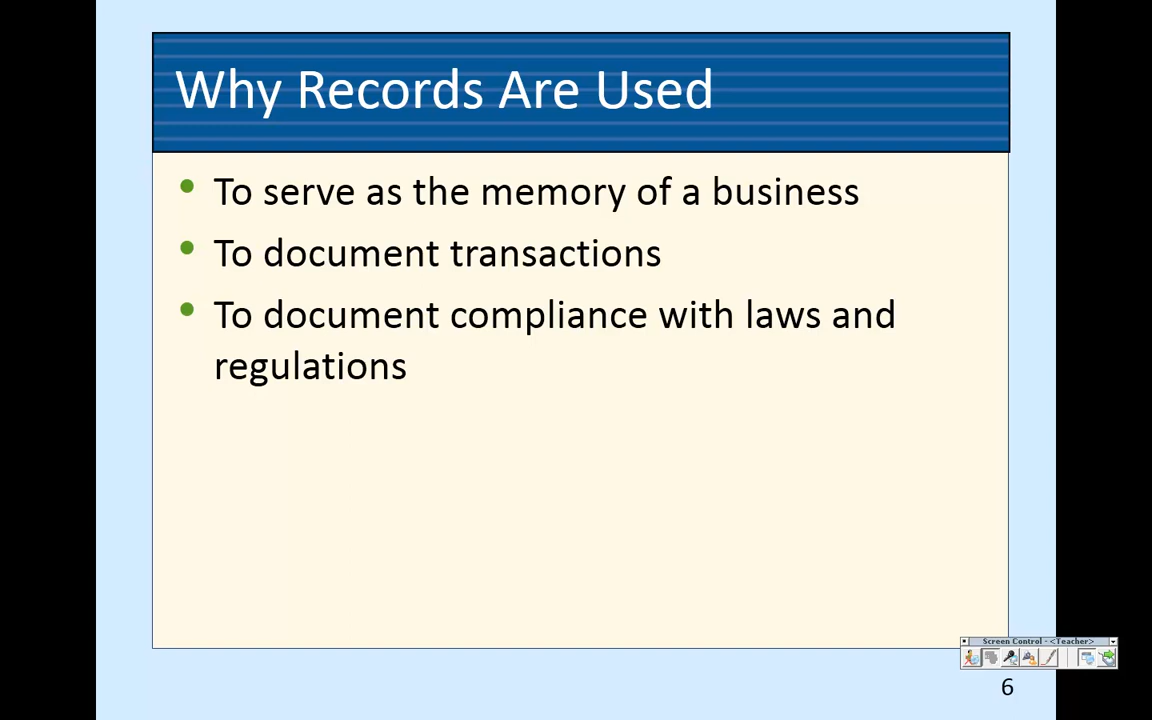 Why Records Are Used
• To serve as the memory of a business
• To document transactions
• To document compliance with laws and
regulations
Screen Control - <Teacher>
6